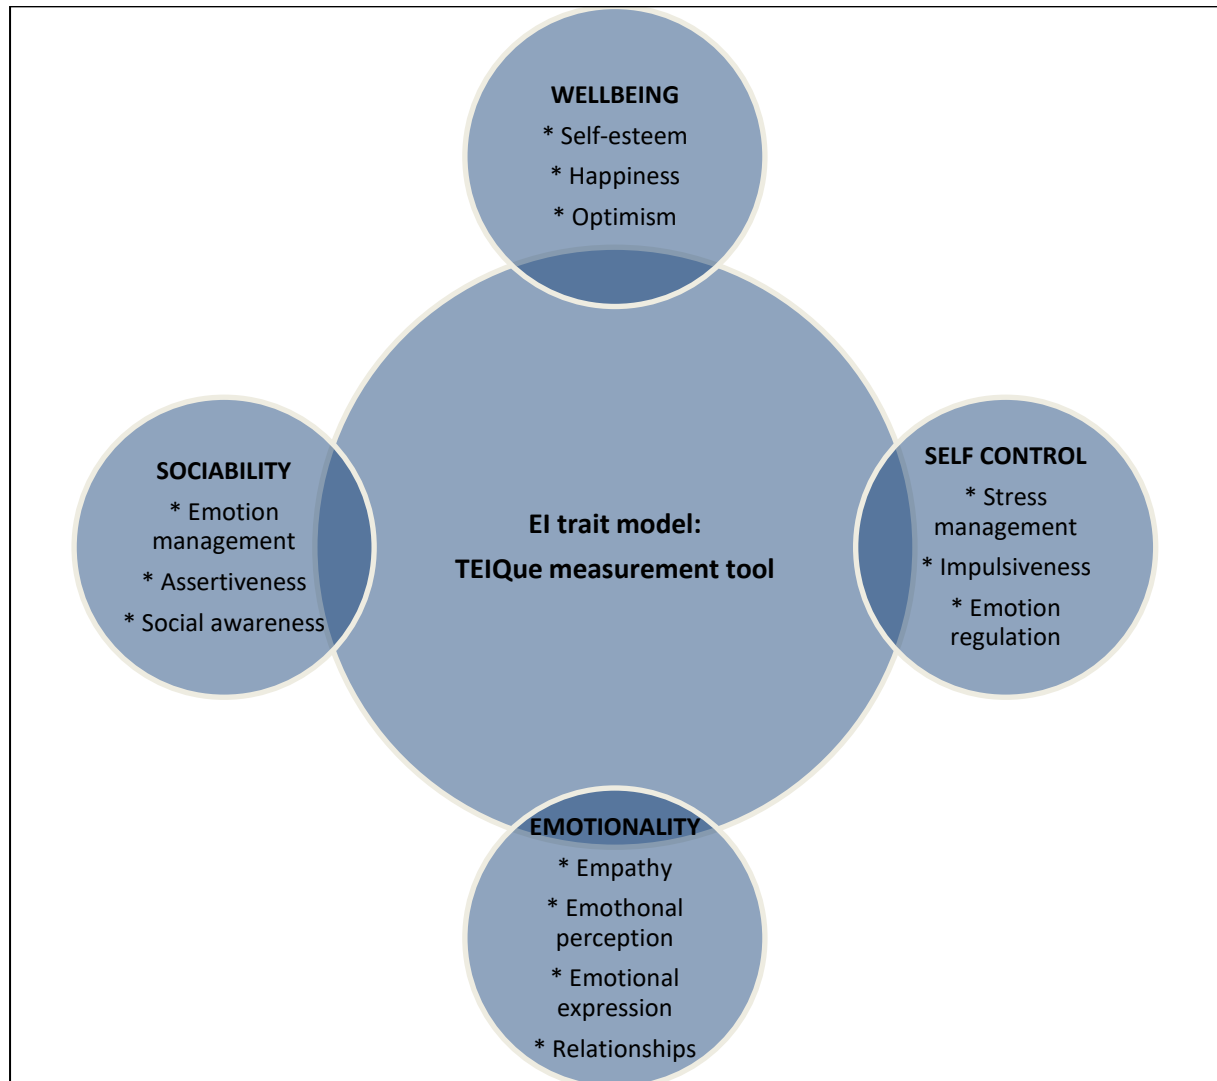 WELLBEING
* Self-esteem
* Happiness
* Optimism
SOCIABILITY
* Emotion
management
* Assertiveness
* Social awareness
EI trait model:
TEIQue measurement tool
SELF CONTROL
* Stress
management
* Impulsiveness
* Emotion
regulation
EMOTIONALITY
* Empathy
* Emothonal
perception
* Emotional
expression
* Relationships